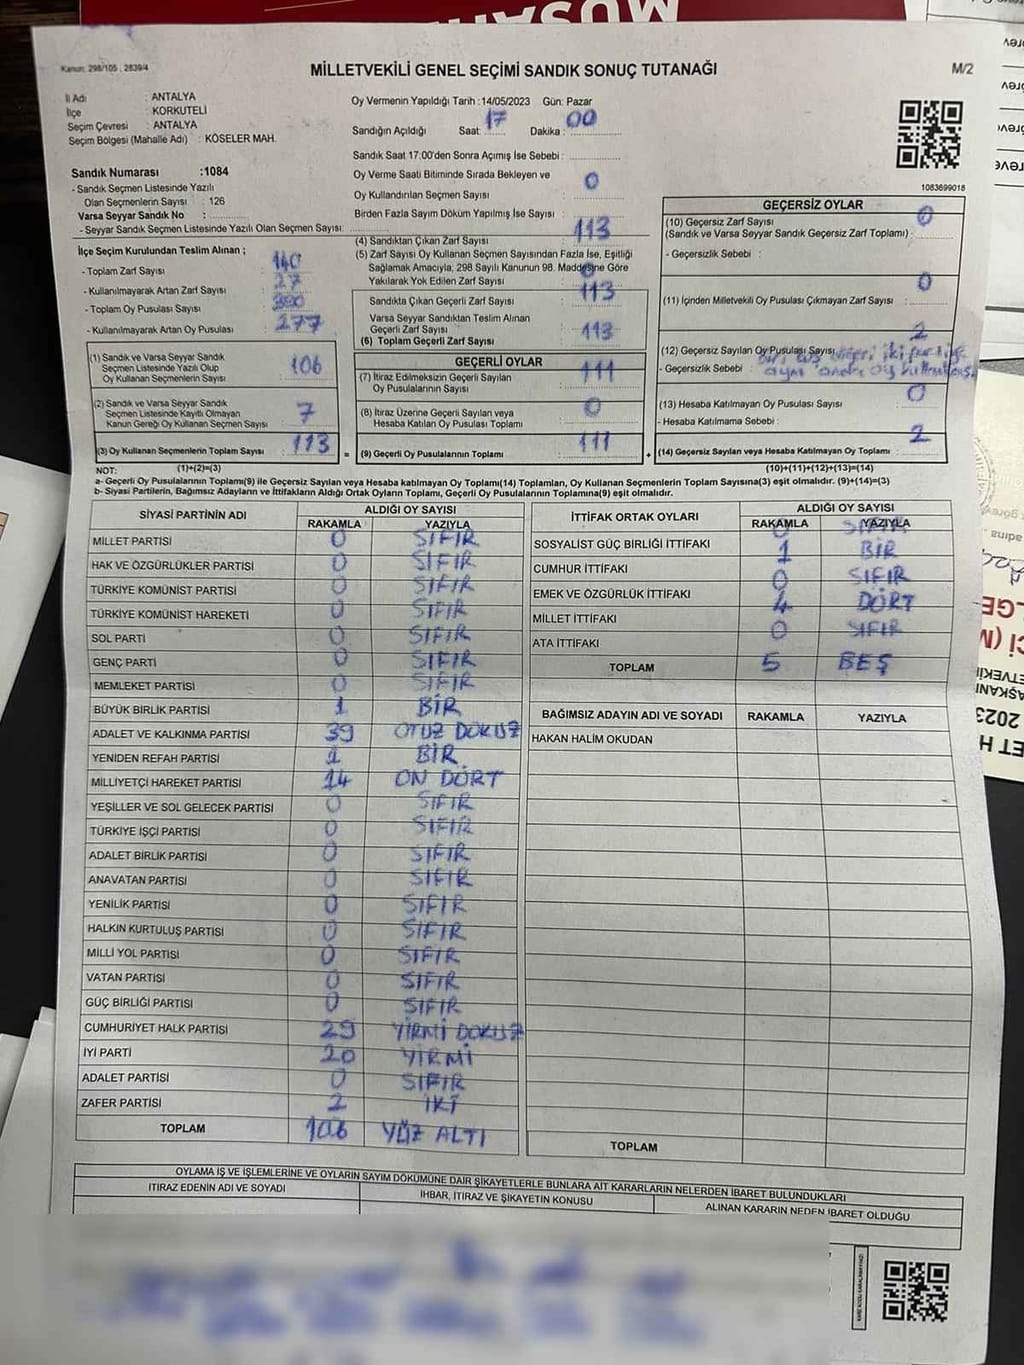 Kanun: 298/105 , 2839/4
MİLLETVEKİLİ GENEL SEÇİMİ SANDIK SONUÇ TUTANAĞI
M/2
İl Adı : ANTALYA
İlçe : KORKUTELİ
Seçim Çevresi : ANTALYA
Seçim Bölgesi (Mahalle Adı) : KÖSELER MAH.
Oy Vermenin Yapıldığı Tarih :14/05/2023 Gün: Pazar
Sandığın Açıldığı Saat: 17 Dakika : 00
Sandık Saat 17:00'den Sonra Açımış İse Sebebi :
Oy Verme Saati Bitiminde Sırada Bekleyen ve
Oy Kullandırılan Seçmen Sayısı 0
Birden Fazla Sayım Döküm Yapılmış İse Sayısı :
1083699018
Sandık Numarası :1084
- Sandık Seçmen Listesinde Yazılı
Olan Seçmenlerin Sayısı : 126
Varsa Seyyar Sandık No :
- Seyyar Sandık Seçmen Listesinde Yazılı Olan Seçmen Sayısı:
İlçe Seçim Kurulundan Teslim Alınan ;
- Toplam Zarf Sayısı : 140
- Kullanılmayarak Artan Zarf Sayısı : 27
- Toplam Oy Pusulası Sayısı :
- Kullanılmayarak Artan Oy Pusulası : 277
(1) Sandık ve Varsa Seyyar Sandık
Seçmen Listesinde Yazılı Olup
Oy Kullanan Seçmenlerin Sayısı : 106
(2) Sandık ve Varsa Seyyar Sandık
Seçmen Listesinde Kayıtlı Olmayan
Kanun Gereği Oy Kullanan Seçmen Sayısı : 7
(3) Oy Kullanan Seçmenlerin Toplam Sayısı : 113 =
(4) Sandıktan Çıkan Zarf Sayısı : 113
(5) Zarf Sayısı Oy Kullanan Seçmen Sayısından Fazla İse, Eşitliği
Sağlamak Amacıyla, 298 Sayılı Kanunun 98. Maddesine Göre
Yakılarak Yok Edilen Zarf Sayısı : 0
Sandıkta Çıkan Geçerli Zarf Sayısı : 113
Varsa Seyyar Sandıktan Teslim Alınan
Geçerli Zarf Sayısı
(6) Toplam Geçerli Zarf Sayısı : 113
GEÇERLİ OYLAR
(7) İtiraz Edilmeksizin Geçerli Sayılan
Oy Pusulasının Sayısı : 111
(8) İtiraz Üzerine Geçerli Sayılan veya
Hesaba Katılan Oy Pusulası Toplamı : 0
(9) Geçerli Oy Pusulalarının Toplamı : 111 +
GEÇERSİZ OYLAR
(10) Geçersiz Zarf Sayısı
(Sandık ve Varsa Seyyar Sandık Geçersiz Zarf Toplamı) : 0
- Geçersizlik Sebebi :
(11) İçinden Milletvekili Oy Pusulası Çıkmayan Zarf Sayısı : 0
(12) Geçersiz Sayılan Oy Pusulası Sayısı : 2
- Geçersizlik Sebebi : Biri boş diğeri iki partiye
aynı anda oy kullanılmış.
(13) Hesaba Katılmayan Oy Pusulası Sayısı : 0
- Hesaba Katılmama Sebebi :
(14) Geçersiz Sayılan veya Hesaba Katılmayan Oy Toplamı : 2
NOT: (1)+(2)=(3) (10)+(11)+(12)+(13)=(14)
a- Geçerli Oy Pusulalarının Toplamı(9) ile Geçersiz Sayılan veya Hesaba katılmayan Oy Toplamı(14) Toplamları, Oy Kullanan Seçmenlerin Toplam Sayısına(3) eşit olmalıdır. (9)+(14)=(3)
b- Siyasi Partilerin, Bağımsız Adayların ve İttifakların Aldığı Ortak Oyların Toplamı, Geçerli Oy Pusulalarının Toplamına(9) eşit olmalıdır.
SİYASİ PARTİNİN ADI ALDIĞI OY SAYISI
RAKAMLA YAZIYLA
MİLLET PARTİSİ 0 SIFIR
HAK VE ÖZGÜRLÜKLER PARTİSİ 0 SIFIR
TÜRKİYE KOMÜNİST PARTİSİ 0 SIFIR
TÜRKİYE KOMÜNİST HAREKETİ 0 SIFIR
SOL PARTİ 0 SIFIR
GENÇ PARTİ 0 SIFIR
MEMLEKET PARTİSİ 0 SIFIR
BÜYÜK BİRLİK PARTİSİ 1 BİR
ADALET VE KALKINMA PARTİSİ 39 OTUZ DOKUZ
YENİDEN REFAH PARTİSİ 1 BİR
MİLLİYETÇİ HAREKET PARTİSİ 14 ON DÖRT
YEŞİLLER VE SOL GELECEK PARTİSİ 0 SIFIR
TÜRKİYE İŞÇİ PARTİSİ 0 SIFIR
ADALET BİRLİK PARTİSİ 0 SIFIR
ANAVATAN PARTİSİ 0 SIFIR
YENİLİK PARTİSİ 0 SIFIR
HALKIN KURTULUŞ PARTİSİ 0 SIFIR
MİLLİ YOL PARTİSİ 0 SIFIR
VATAN PARTİSİ 0 SIFIR
GÜÇ BİRLİĞİ PARTİSİ 0 SIFIR
CUMHURİYET HALK PARTİSİ 29 YİRMİ DOKUZ
İYİ PARTİ 20 YİRMİ
ADALET PARTİSİ 0 SIFIR
ZAFER PARTİSİ 2 İKİ
TOPLAM 106 YÜZ ALTI
İTTİFAK ORTAK OYLARI ALDIĞI OY SAYISI
RAKAMLA YAZIYLA
SOSYALİST GÜÇ BİRLİĞİ İTTİFAKI 0 SIFIR
CUMHUR İTTİFAKI 1 BİR
EMEK VE ÖZGÜRLÜK İTTİFAKI 0 SIFIR
MİLLET İTTİFAKI 4 DÖRT
ATA İTTİFAKI 0 SIFIR
TOPLAM 5 BEŞ
BAĞIMSIZ ADAYIN ADI VE SOYADI RAKAMLA YAZIYLA
HAKAN HALİM OKUDAN
TOPLAM
OYLAMA İŞ VE İŞLEMLERİNE VE OYLARIN SAYIM DÖKÜMÜNE DAİR ŞİKAYETLERLE BUNLARA AİT KARARLARIN NELERDEN İBARET BULUNDUKLARI
İTİRAZ EDENİN ADI VE SOYADI İHBAR, İTİRAZ VE ŞİKAYETİN KONUSU ALINAN KARARIN NEDEN İBARET OLDUĞU